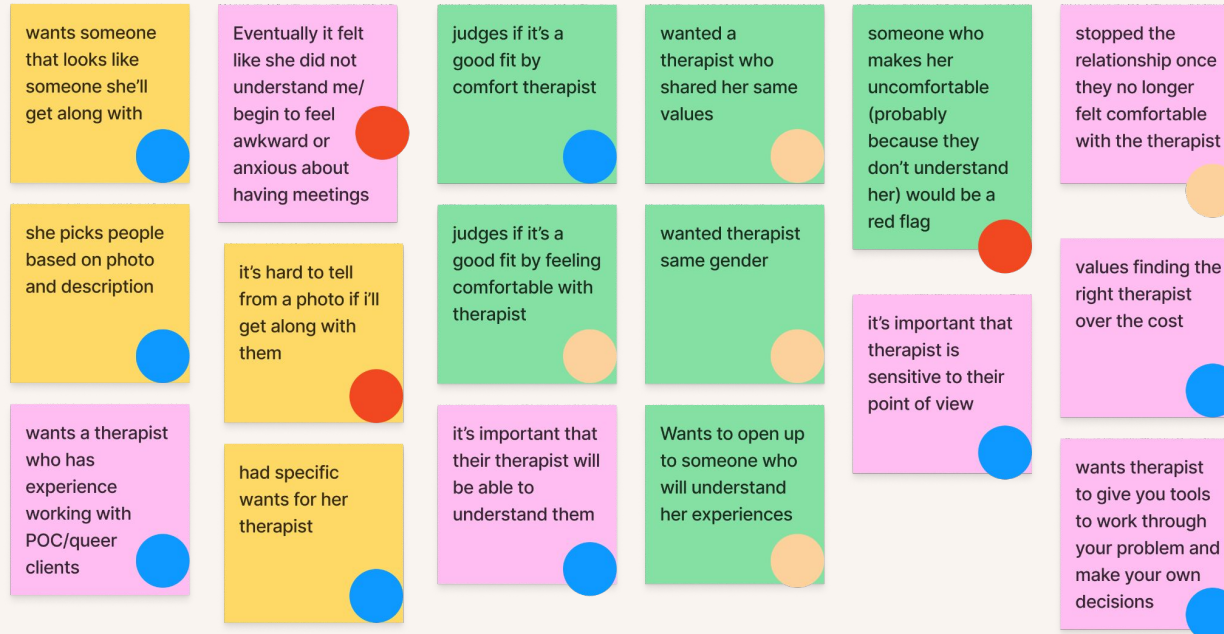 wants someone
that looks like
someone she'll
get along with
she picks people
based on photo
and description
wants a therapist
who has
experience
working with
POC/queer
clients
Eventually it felt
like she did not
understand me/
begin to feel
awkward or
anxious about
having meetings
it's hard to tell
from a photo if i'll
get along with
them
had specific
wants for her
therapist
judges if it's a
good fit by
comfort therapist
judges if it's a
good fit by feeling
comfortable with
therapist
it's important that
their therapist will
be able to
understand them
wanted a
therapist who
shared her same
values
wanted therapist
same gender
Wants to open up
to someone who
will understand
her experiences
someone who
makes her
uncomfortable
(probably
because they
don't understand
her) would be a
red flag
it's important that
therapist is
sensitive to their
point of view
stopped the
relationship once
they no longer
felt comfortable
with the therapist
values finding the
right therapist
over the cost
wants therapist
to give you tools
to work through
your problem and
make your own
decisions